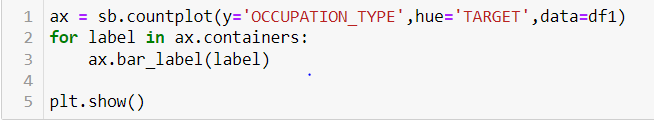 1 ax = sb.countplot(y='OCCUPATION_TYPE',hue='TARGET',data=df1)
2 for label in ax.containers:
3     ax.bar_label(label)
4
5 plt.show()